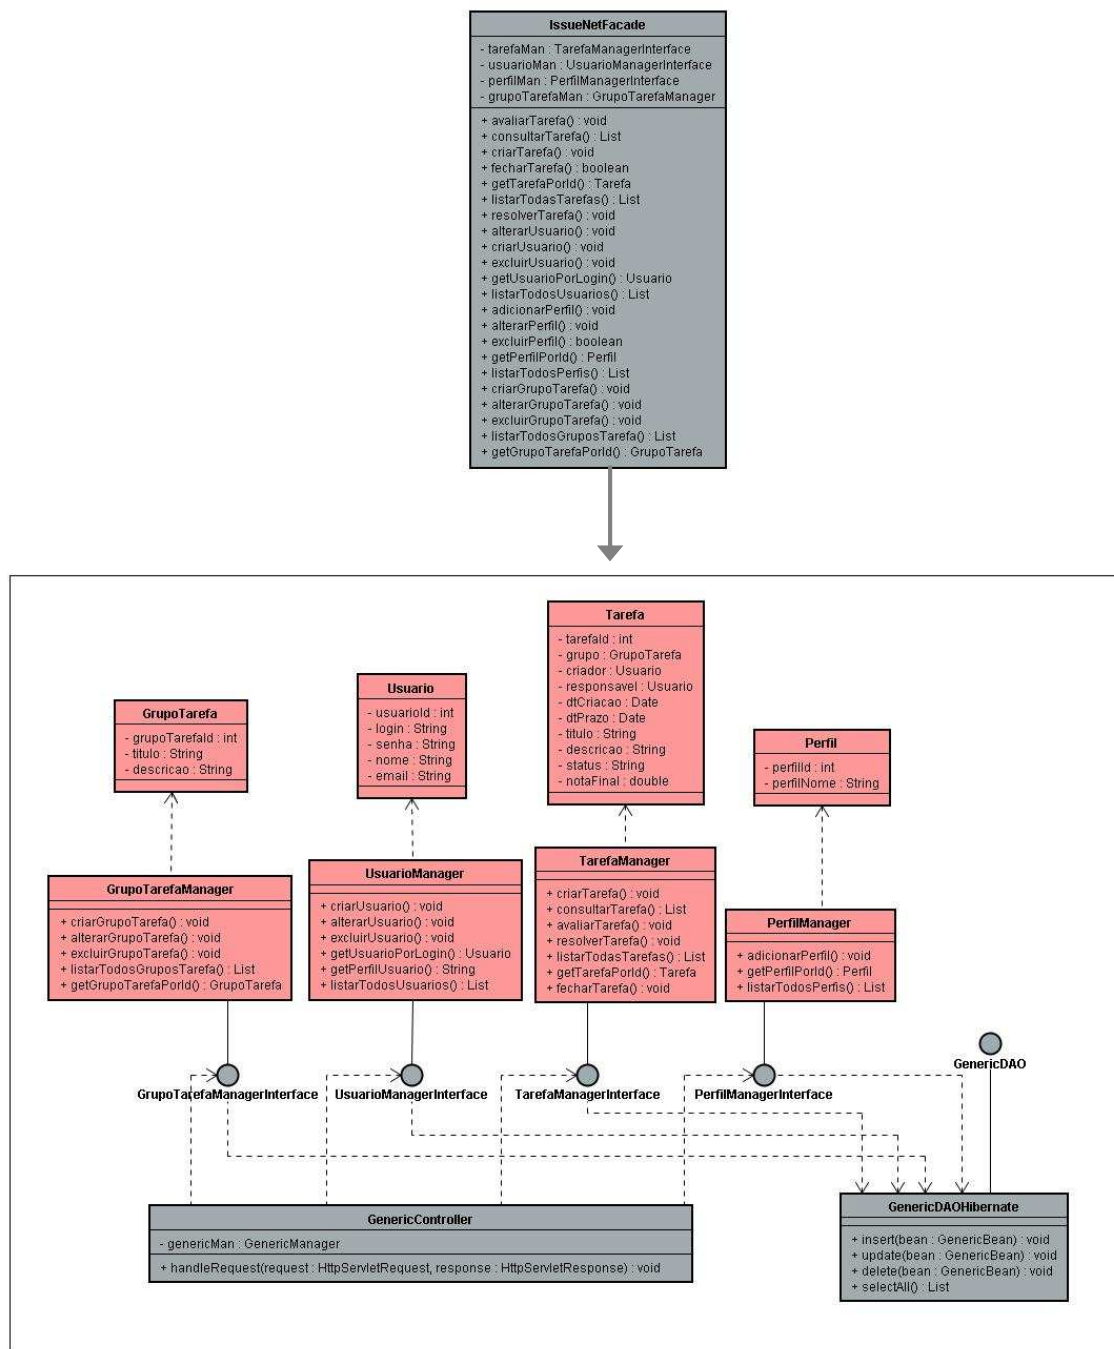 IssueNetFacade
- tarefaMan : TarefaManagerInterface
- usuarioMan : UsuarioManagerInterface
- perfilMan : PerfilManagerInterface
- grupoTarefaMan : GrupoTarefaManager
+ avaliarTarefa() : void
+ consultarTarefa() : List
+ criarTarefa() : void
+ fecharTarefa() : boolean
+ getTarefaPorId() : Tarefa
+ listarTodasTarefas() : List
+ resolverTarefa() : void
+ alterarUsuario() : void
+ criarUsuario() : void
+ excluirUsuario() : void
+ getUsuarioPorLogin() : Usuario
+ listarTodosUsuarios() : List
+ adicionarPerfil() : void
+ alterarPerfil() : void
+ excluirPerfil() : boolean
+ getPerfilPorId() : Perfil
+ listarTodosPerfis() : List
+ criarGrupoTarefa() : void
+ alterarGrupoTarefa() : void
+ excluirGrupoTarefa() : void
+ listarTodosGruposTarefa() : List
+ getGrupoTarefaPorId() : GrupoTarefa
GrupoTarefa
- grupoTarefaId : int
- titulo : String
- descricao : String
Usuario
- usuarioId : int
- login : String
- senha : String
- nome : String
- email : String
Tarefa
- tarefaId : int
- grupo : GrupoTarefa
- criador : Usuario
- responsavel : Usuario
- dtCriacao : Date
- dtPrazo : Date
- titulo : String
- descricao : String
- status : String
- notaFinal : double
Perfil
- perfilId : int
- perfilNome : String
GrupoTarefaManager
+ criarGrupoTarefa() : void
+ alterarGrupoTarefa() : void
+ excluirGrupoTarefa() : void
+ listarTodosGruposTarefa() : List
+ getGrupoTarefaPorId() : GrupoTarefa
UsuarioManager
+ criarUsuario() : void
+ alterarUsuario() : void
+ excluirUsuario() : void
+ getUsuarioPorLogin() : Usuario
+ getPerfilUsuario() : String
+ listarTodosUsuarios() : List
TarefaManager
+ criarTarefa() : void
+ consultarTarefa() : List
+ avaliarTarefa() : void
+ resolverTarefa() : void
+ listarTodasTarefas() : List
+ getTarefaPorId() : Tarefa
+ fecharTarefa() : void
PerfilManager
+ adicionarPerfil() : void
+ getPerfilPorId() : Perfil
+ listarTodosPerfis() : List
GenericDAO
GrupoTarefaManagerInterface
UsuarioManagerInterface
TarefaManagerInterface
PerfilManagerInterface
GenericController
- genericMan : GenericManager
+ handleRequest(request : HttpServletRequest, response : HttpServletResponse) : void
GenericDAOHibernate
+ insert(bean : GenericBean) : void
+ update(bean : GenericBean) : void
+ delete(bean : GenericBean) : void
+ selectAll() : List